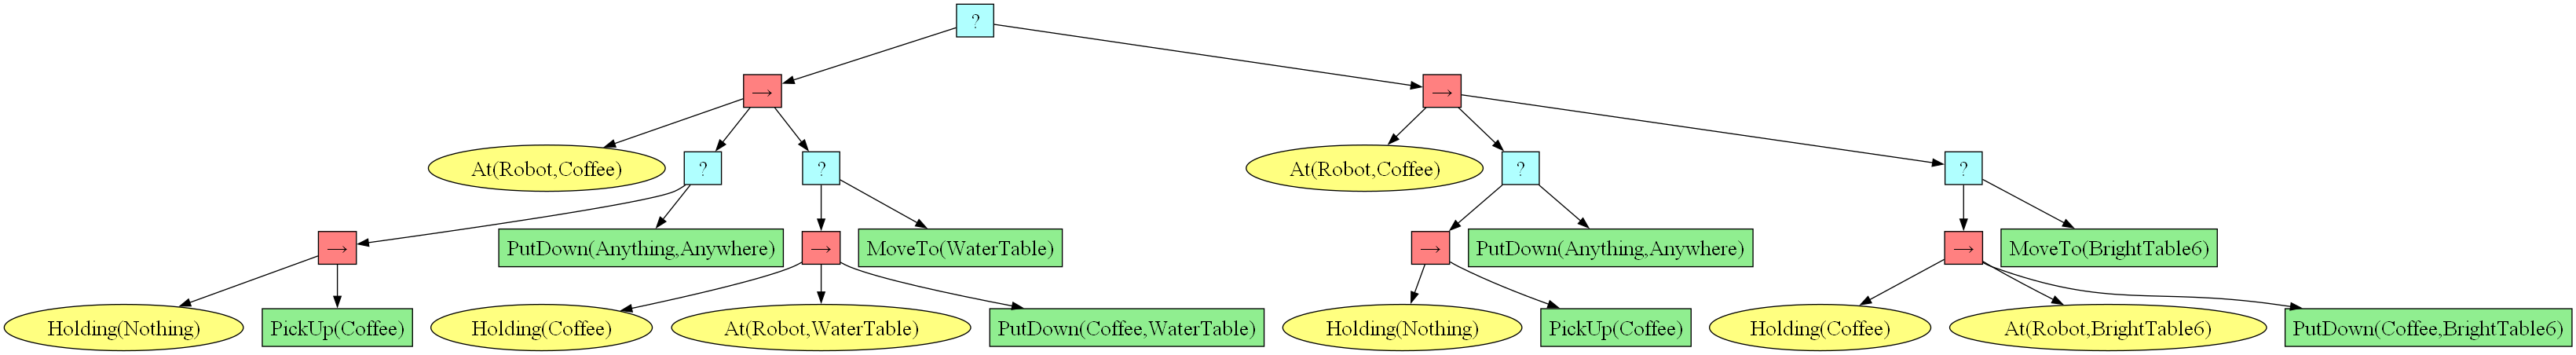 ?
→
→
At(Robot,Coffee)
?
?
At(Robot,Coffee)
?
?
→
PutDown(Anything,Anywhere)
→
MoveTo(WaterTable)
→
PutDown(Anything,Anywhere)
→
MoveTo(BrightTable6)
Holding(Nothing)
PickUp(Coffee)
Holding(Coffee)
At(Robot,WaterTable)
PutDown(Coffee,WaterTable)
Holding(Nothing)
PickUp(Coffee)
Holding(Coffee)
At(Robot,BrightTable6)
PutDown(Coffee,BrightTable6)